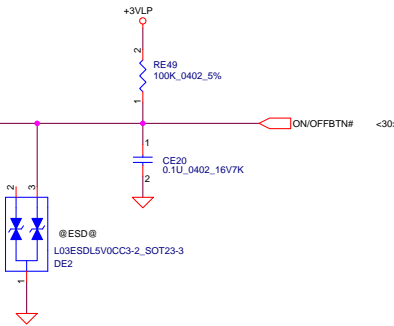 +3VLP
2
RE49
100K_0402_5%
1
ON/OFFBTN# <30>
1
CE20
0.1U_0402_16V7K
2
2 3
@ESD@
L03ESDL5V0CC3-2_SOT23-3
DE2
1